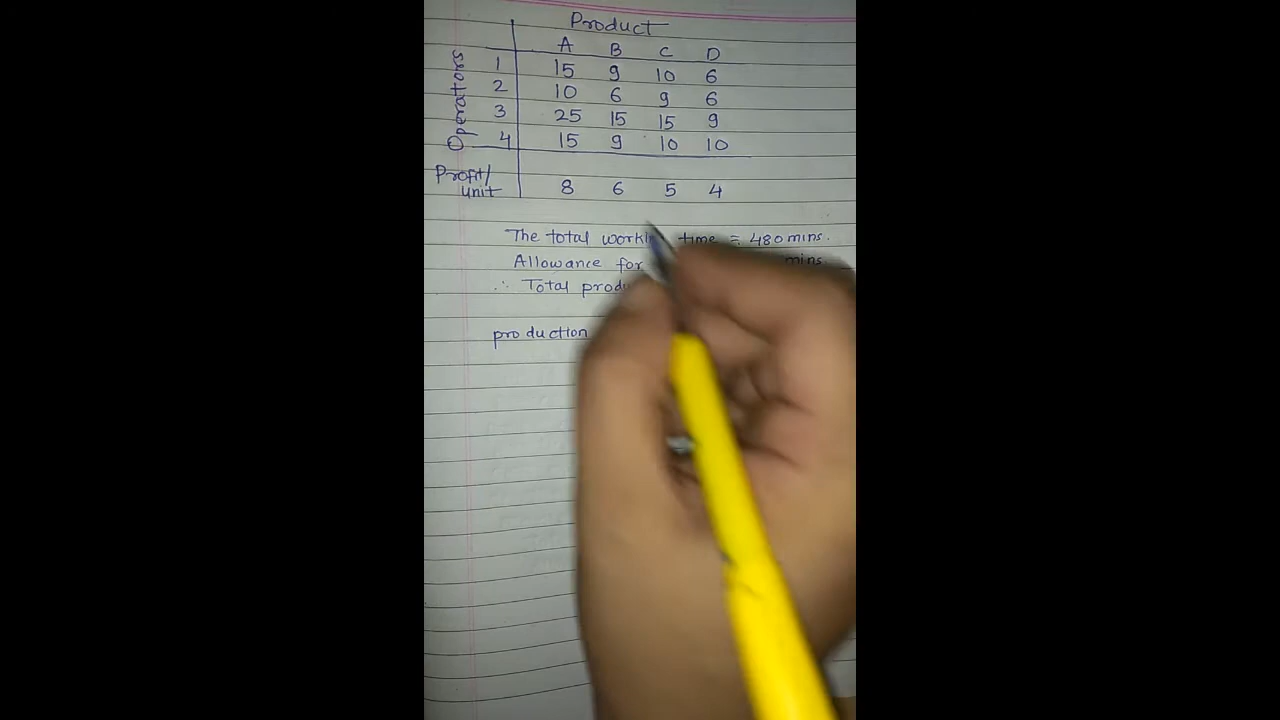 Product
A B C D
Operators
1 15 9 10 6
2 10 6 9 6
3 25 15 15 9
4 15 9 10 10
Profit/
unit 8 6 5 4
The total time = 480 mins.
Allowance for mins
∴ Total
production